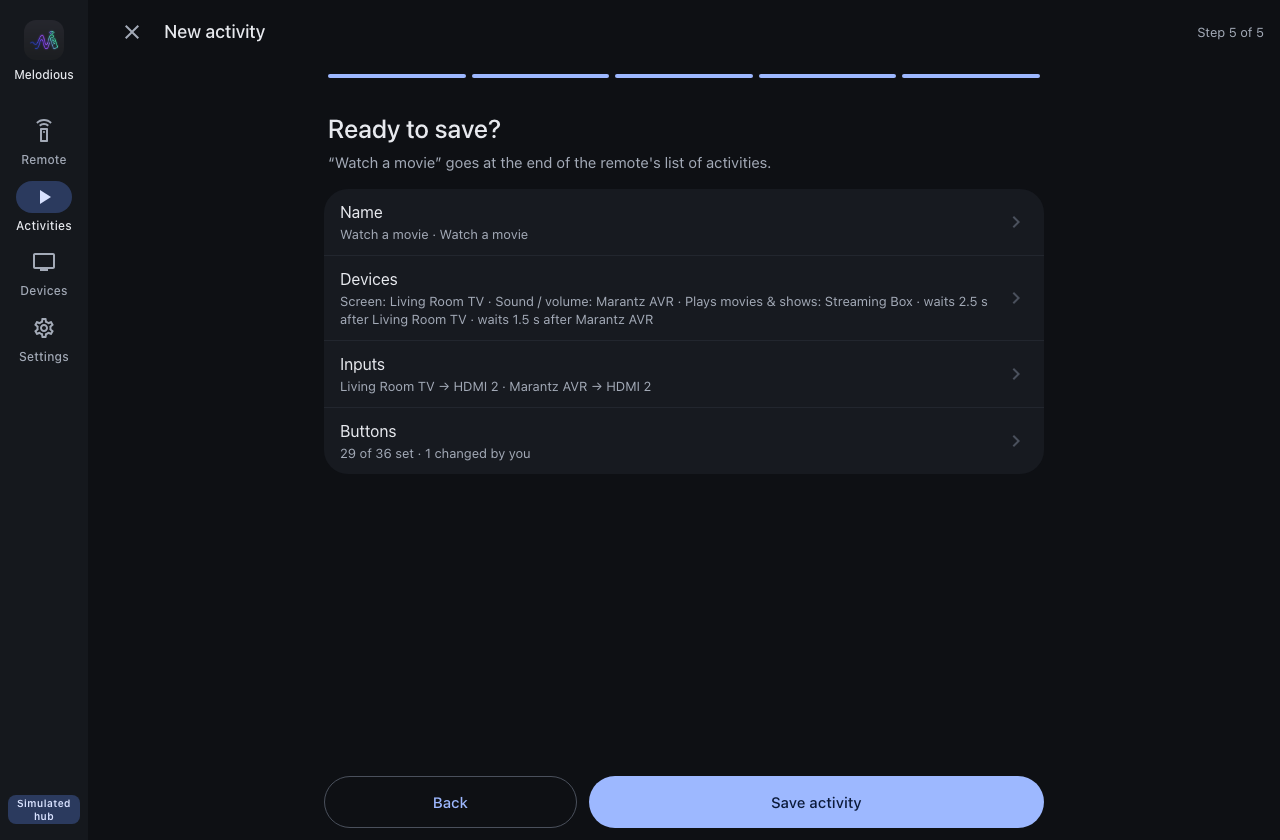 New activity
Step 5 of 5
Melodious
Remote
Activities
Devices
Settings
Simulated
hub
Ready to save?
“Watch a movie” goes at the end of the remote's list of activities.
Name
Watch a movie · Watch a movie
Devices
Screen: Living Room TV · Sound / volume: Marantz AVR · Plays movies & shows: Streaming Box · waits 2.5 s
after Living Room TV · waits 1.5 s after Marantz AVR
Inputs
Living Room TV → HDMI 2 · Marantz AVR → HDMI 2
Buttons
29 of 36 set · 1 changed by you
Back
Save activity